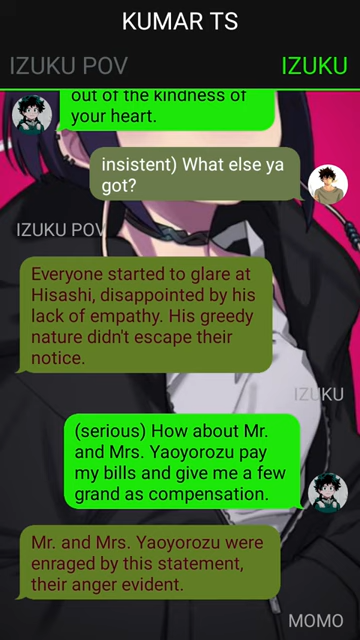 KUMAR TS
IZUKU POV
IZUKU
out of the kindness of
your heart.
insistent) What else ya
got?
IZUKU POV
Everyone started to glare at
Hisashi, disappointed by his
lack of empathy. His greedy
nature didn't escape their
notice.
IZUKU
(serious) How about Mr.
and Mrs. Yaoyorozu pay
my bills and give me a few
grand as compensation.
Mr. and Mrs. Yaoyorozu were
enraged by this statement,
their anger evident.
MOMO